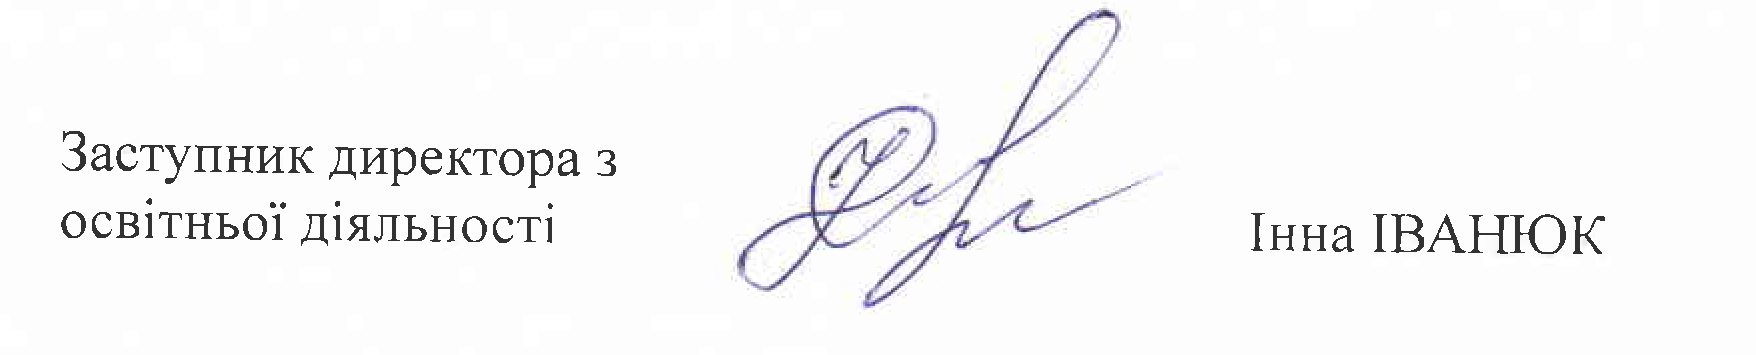 Заступник директора з
освітньої діяльності
Інна ІВАНЮК